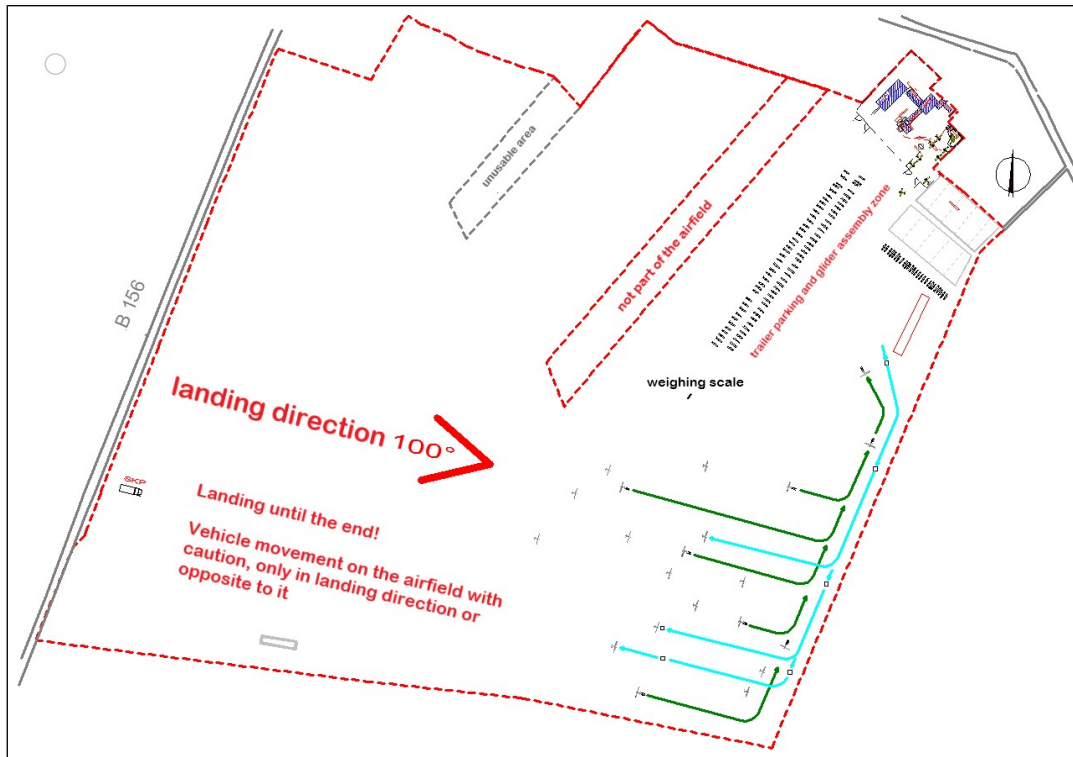 unusable area
not part of the airfield
trailer parking and glider assembly zone
B 156
weighing scale
landing direction 100°
SKP
Landing until the end!
Vehicle movement on the airfield with
caution, only in landing direction or
opposite to it